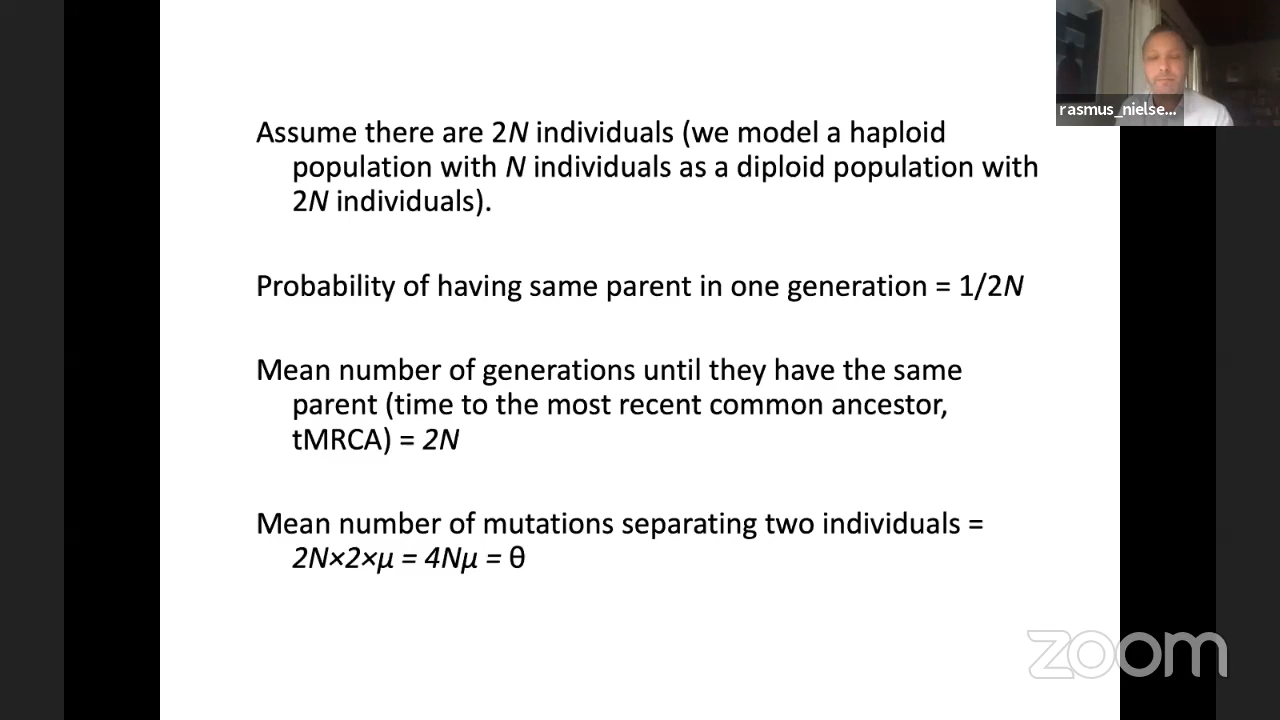 rasmus_nielse...
Assume there are 2N individuals (we model a haploid
population with N individuals as a diploid population with
2N individuals).
Probability of having same parent in one generation = 1/2N
Mean number of generations until they have the same
parent (time to the most recent common ancestor,
tMRCA) = 2N
Mean number of mutations separating two individuals =
2N×2×μ = 4Nμ = θ
zoom